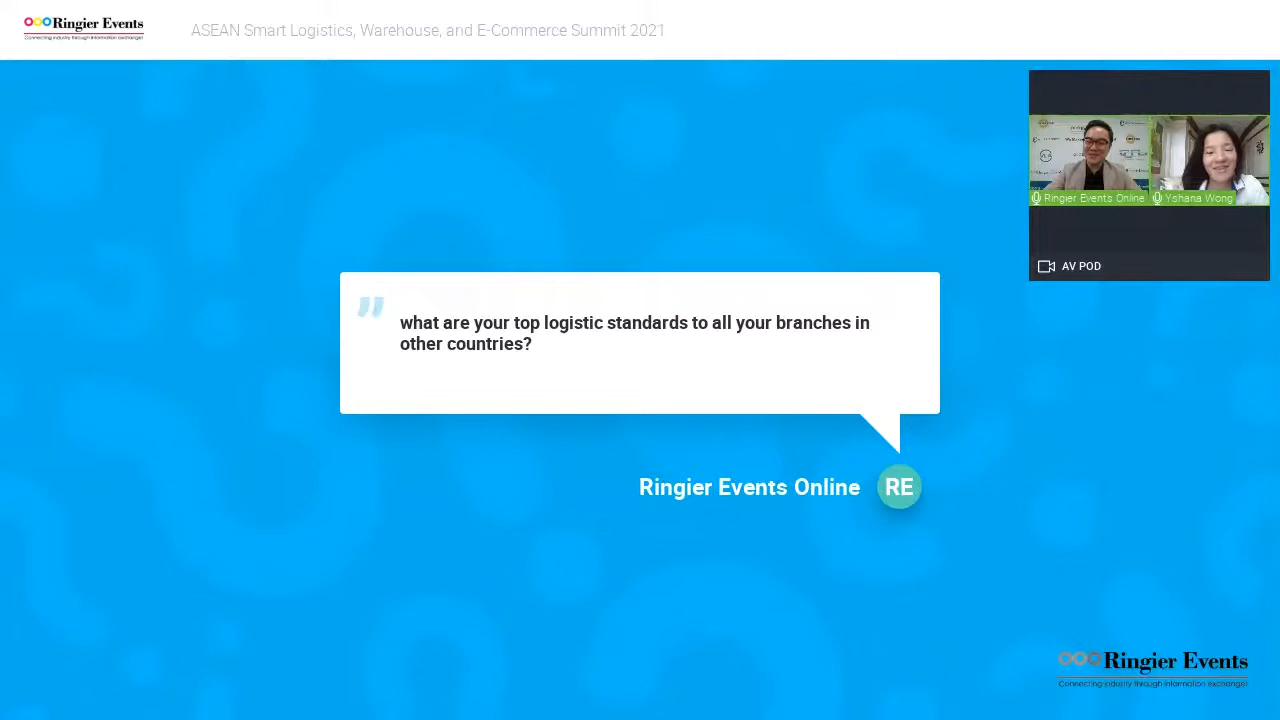 Ringier Events
Connecting industry through information exchange!
ASEAN Smart Logistics, Warehouse, and E-Commerce Summit 2021
Ringier Events Online
Yshana Wong
AV POD
what are your top logistic standards to all your branches in
other countries?
Ringier Events Online
RE
Ringier Events
Connecting industry through information exchange!